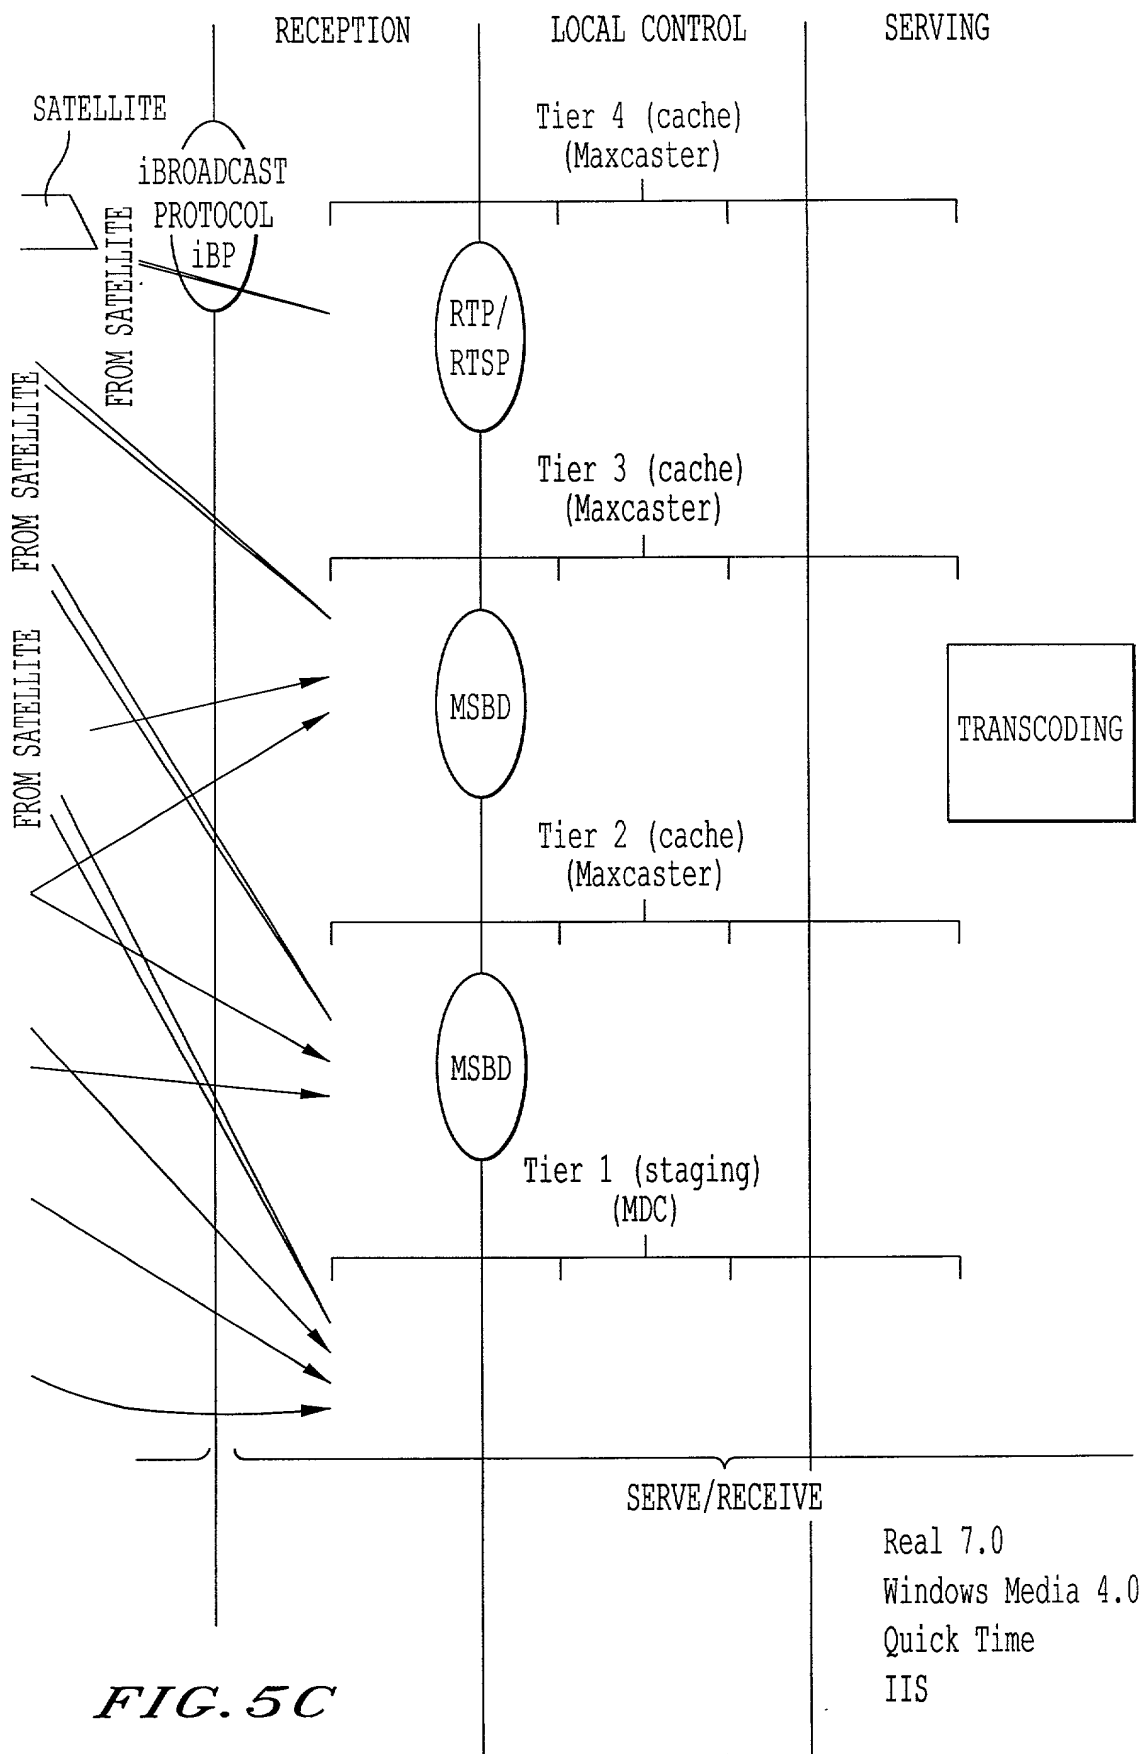 RECEPTION
LOCAL CONTROL
SERVING
SATELLITE
Tier 4 (cache)
(Maxcaster)
iBROADCAST
PROTOCOL
iBP
FROM SATELLITE
RTP/
RTSP
FROM SATELLITE
Tier 3 (cache)
(Maxcaster)
FROM SATELLITE
MSBD
TRANSCODING
Tier 2 (cache)
(Maxcaster)
MSBD
Tier 1 (staging)
(MDC)
SERVE/RECEIVE
Real 7.0
Windows Media 4.0
Quick Time
IIS
FIG. 5C